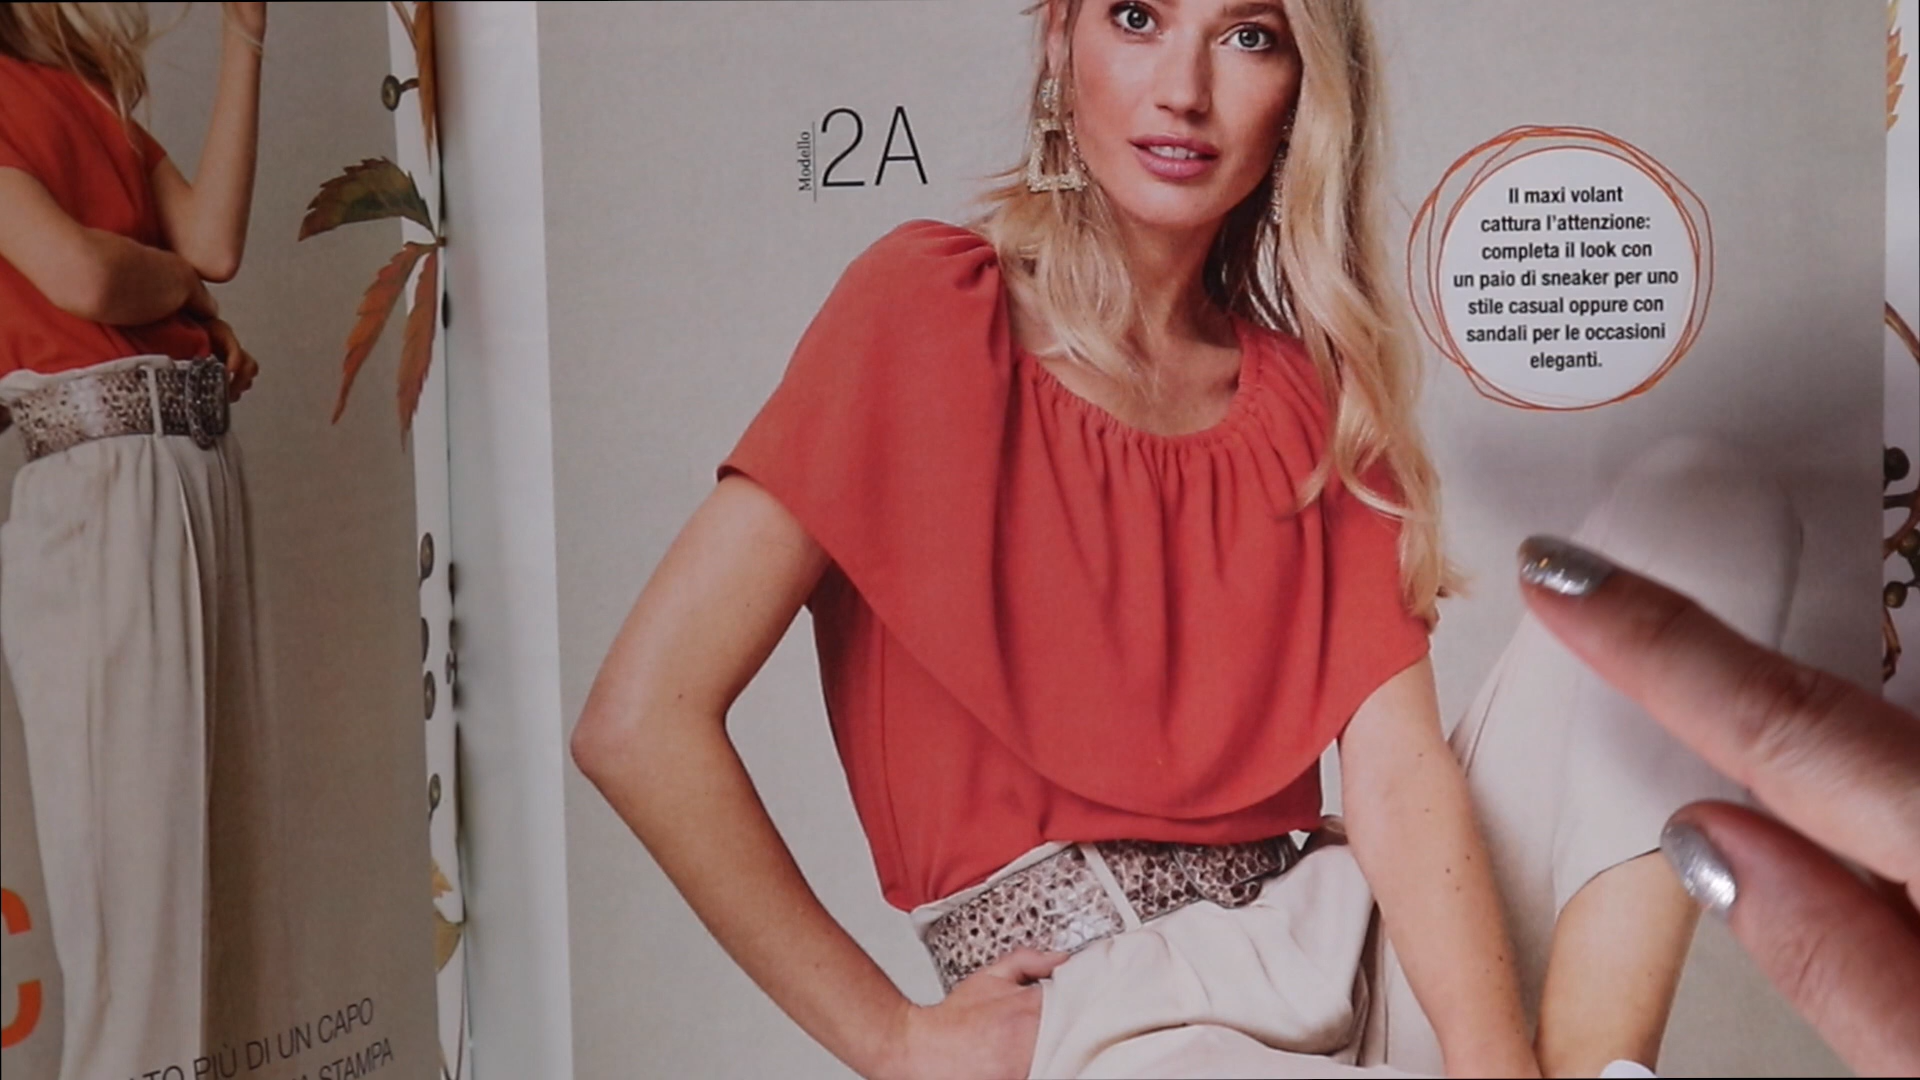 Modello
2A
Il maxi volant
cattura l'attenzione:
completa il look con
un paio di sneaker per uno
stile casual oppure con
sandali per le occasioni
eleganti.
C
PIÙ DI UN CAPO
STAMPA